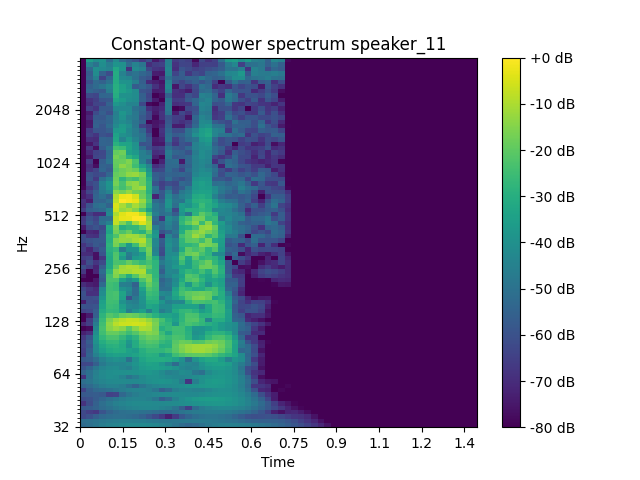 Constant-Q power spectrum speaker_11
Hz
2048
1024
512
256
128
64
32
0
0.15
0.3
0.45
0.6
0.75
0.9
1.1
1.2
1.4
Time
+0 dB
-10 dB
-20 dB
-30 dB
-40 dB
-50 dB
-60 dB
-70 dB
-80 dB